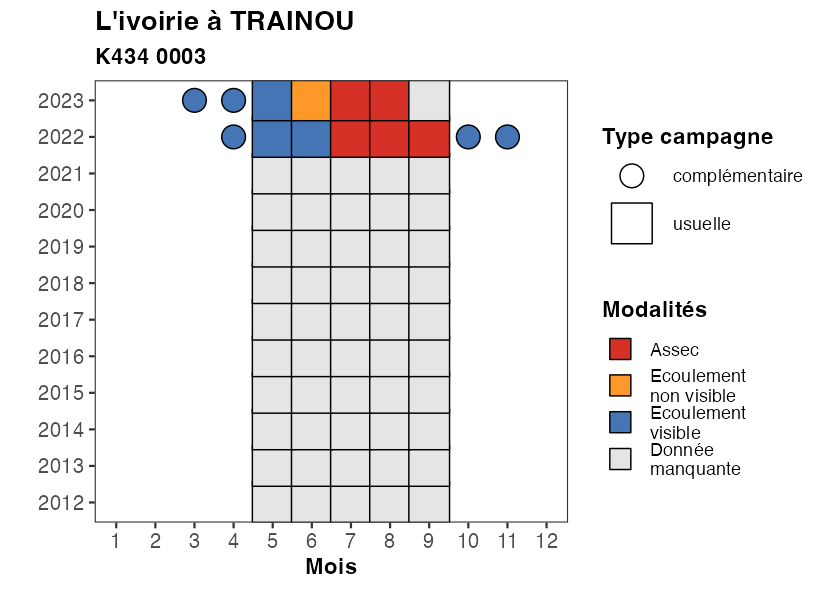 L'ivoirie à TRAINOU
K434 0003
2023
2022
2021
2020
2019
2018
2017
2016
2015
2014
2013
2012
1 2 3 4 5 6 7 8 9 10 11 12
Mois
Type campagne
complémentaire
usuelle
Modalités
Assec
Ecoulement
non visible
Ecoulement
visible
Donnée
manquante